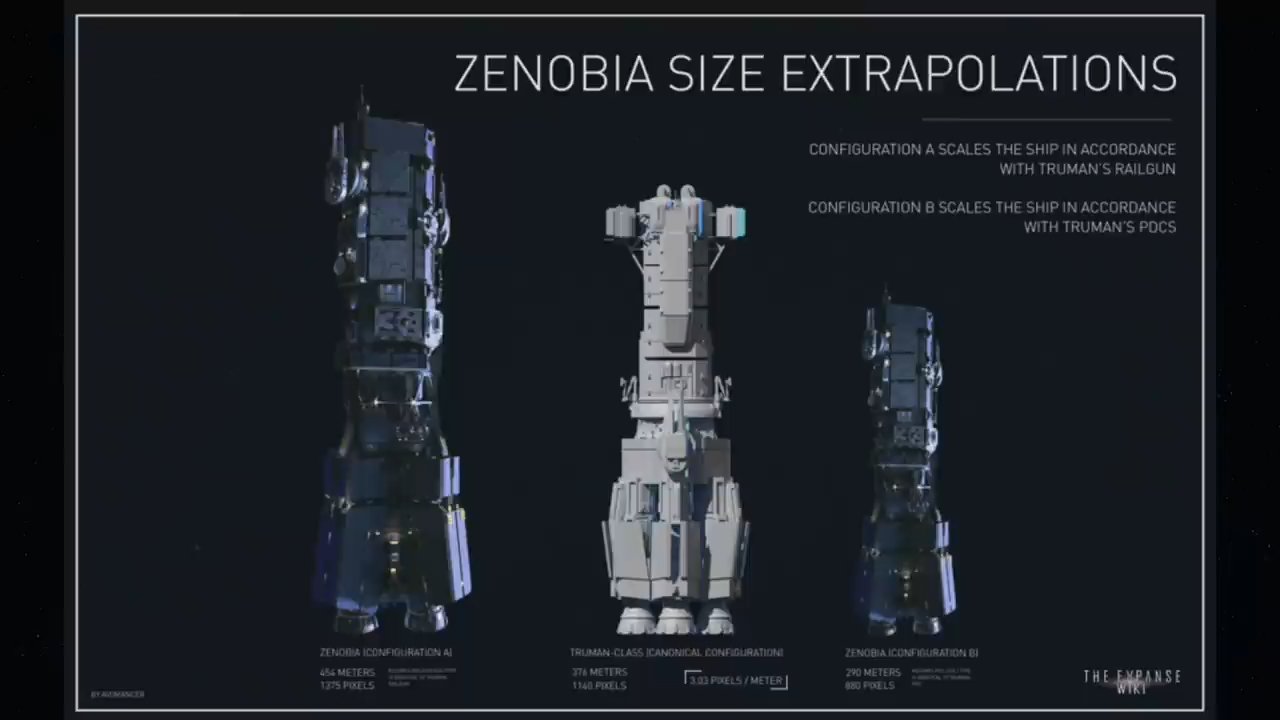 ZENOBIA SIZE EXTRAPOLATIONS
CONFIGURATION A SCALES THE SHIP IN ACCORDANCE
WITH TRUMAN'S RAILGUN
CONFIGURATION B SCALES THE SHIP IN ACCORDANCE
WITH TRUMAN'S PDCS
ZENOBIA [CONFIGURATION A]
454 METERS
1375 PIXELS
TRUMAN-CLASS [CANONICAL CONFIGURATION]
376 METERS
1140 PIXELS
3.03 PIXELS / METER
ZENOBIA [CONFIGURATION B]
290 METERS
880 PIXELS
THE EXPANSE
WIKI